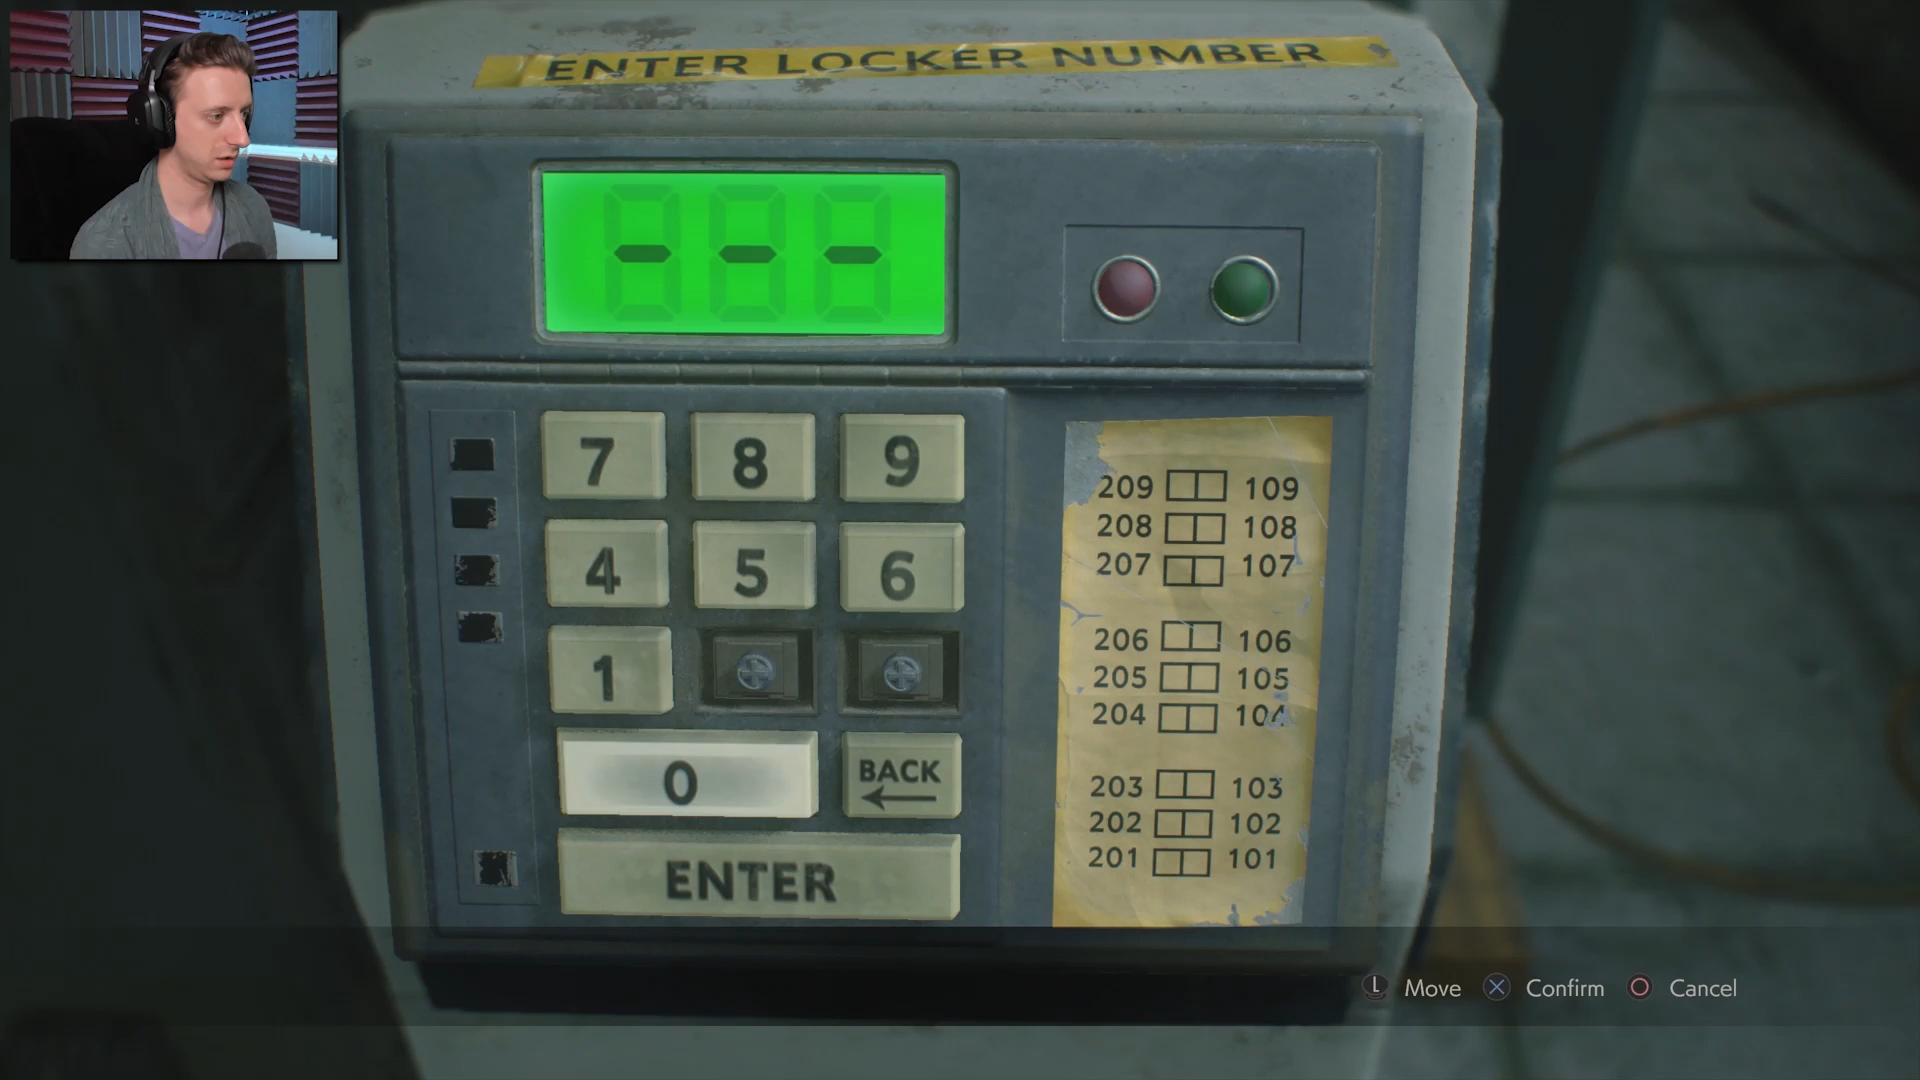 ENTER LOCKER NUMBER
- - -
7 8 9
4 5 6
1
0 BACK
ENTER
209 109
208 108
207 107
206 106
205 105
204 104
203 103
202 102
201 101
L Move Confirm Cancel